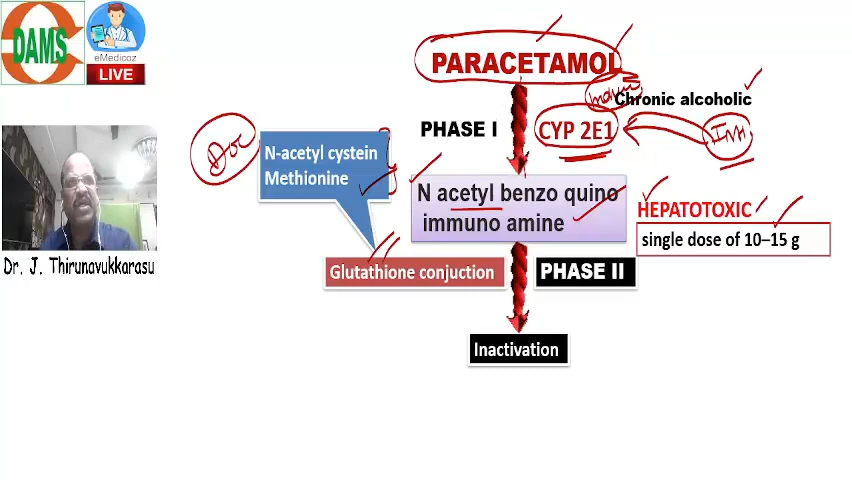 DAMS
eMedicoz
LIVE
PARACETAMOL
Inducer
Chronic alcoholic
PHASE I
CYP 2E1
INH
DOC
N-acetyl cystein
Methionine
N acetyl benzo quino
immuno amine
HEPATOTOXIC
single dose of 10–15 g
Dr. J. Thirunavukkarasu
Glutathione conjuction
PHASE II
Inactivation